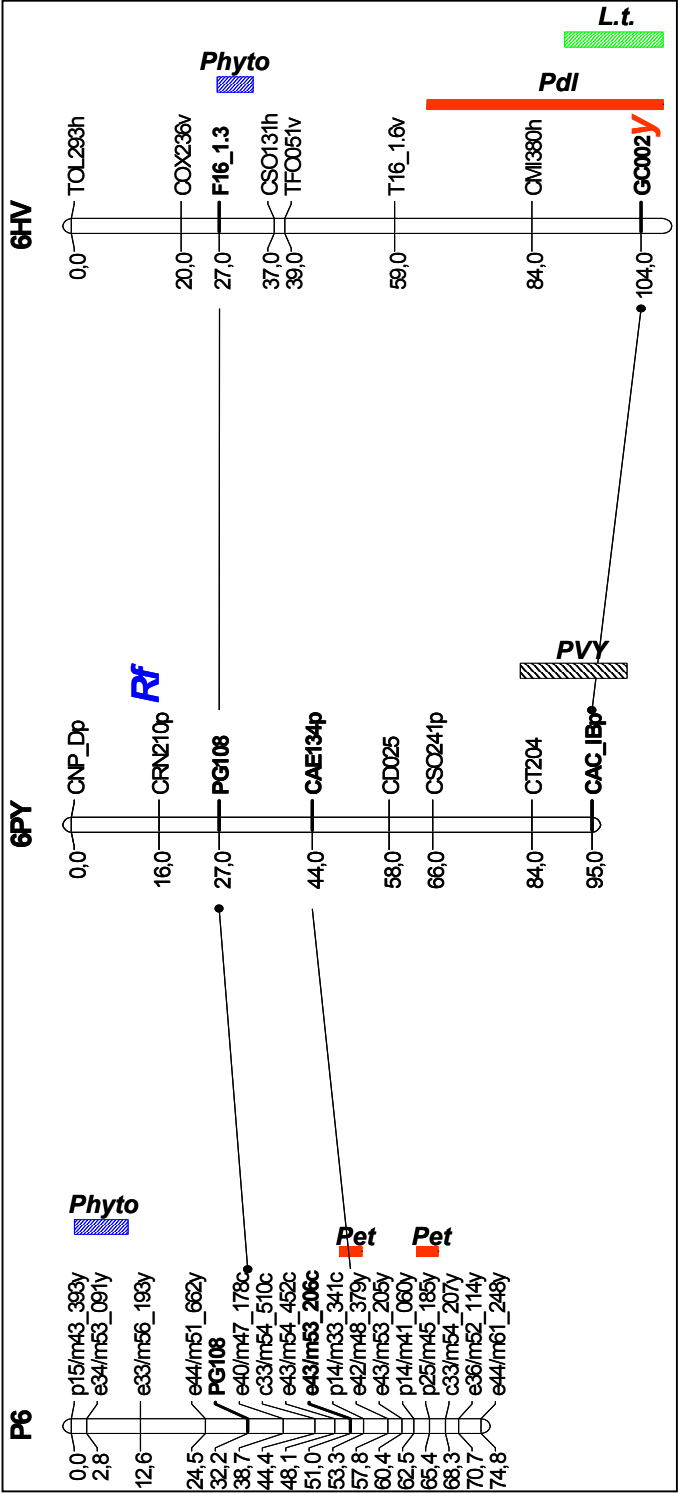 P6
0,0 p15/m43_393y
2,8 e34/m53_091y
12,6 e33/m56_193y
24,5 e44/m51_662y
32,2 PG108
38,7 e40/m47_178c
44,4 c33/m54_510c
48,1 e43/m54_452c
51,0 e43/m53_206c
53,3 p14/m33_341c
57,8 e42/m48_379y
60,4 e43/m53_205y
62,5 p14/m41_060y
65,4 p25/m45_185y
68,3 c33/m54_207y
70,7 e36/m52_114y
74,8 e44/m61_248y
Phyto
Pet
Pet
6PY
0,0 CNP_Dp
16,0 CRN210p
27,0 PG108
44,0 CAE134p
58,0 CD025
66,0 CSO241p
84,0 CT204
95,0 CAC_IBp
Rf
PVY
6HV
0,0 TOL293h
20,0 COX236v
27,0 F16_1.3
37,0 CSO131h
39,0 TFO051v
59,0 T16_1.6v
84,0 OMI380h
104,0 GC002 y
Phyto
Pdl
L.t.